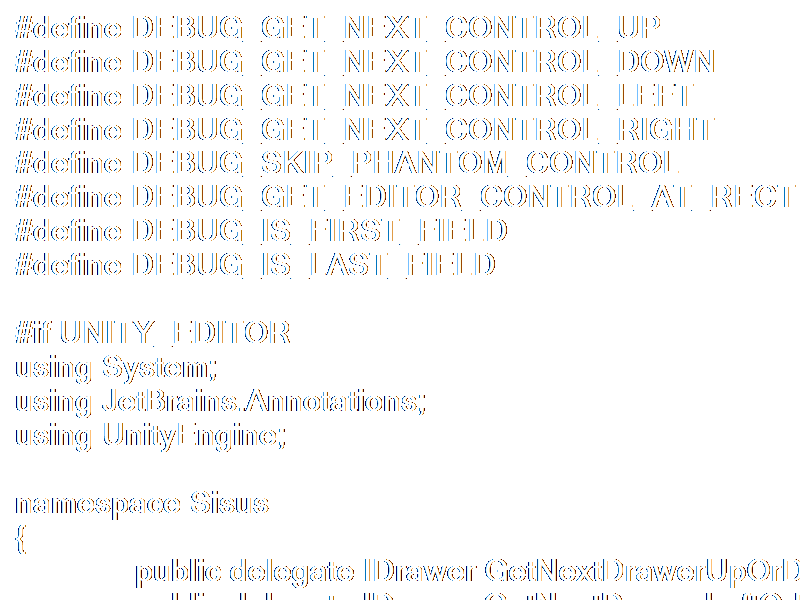 #define DEBUG_GET_NEXT_CONTROL_UP
#define DEBUG_GET_NEXT_CONTROL_DOWN
#define DEBUG_GET_NEXT_CONTROL_LEFT
#define DEBUG_GET_NEXT_CONTROL_RIGHT
#define DEBUG_SKIP_PHANTOM_CONTROL
#define DEBUG_GET_EDITOR_CONTROL_AT_RECT
#define DEBUG_IS_FIRST_FIELD
#define DEBUG_IS_LAST_FIELD
#if UNITY_EDITOR
using System;
using JetBrains.Annotations;
using UnityEngine;
namespace Sisus
{
public delegate IDrawer GetNextDrawerUpOrD